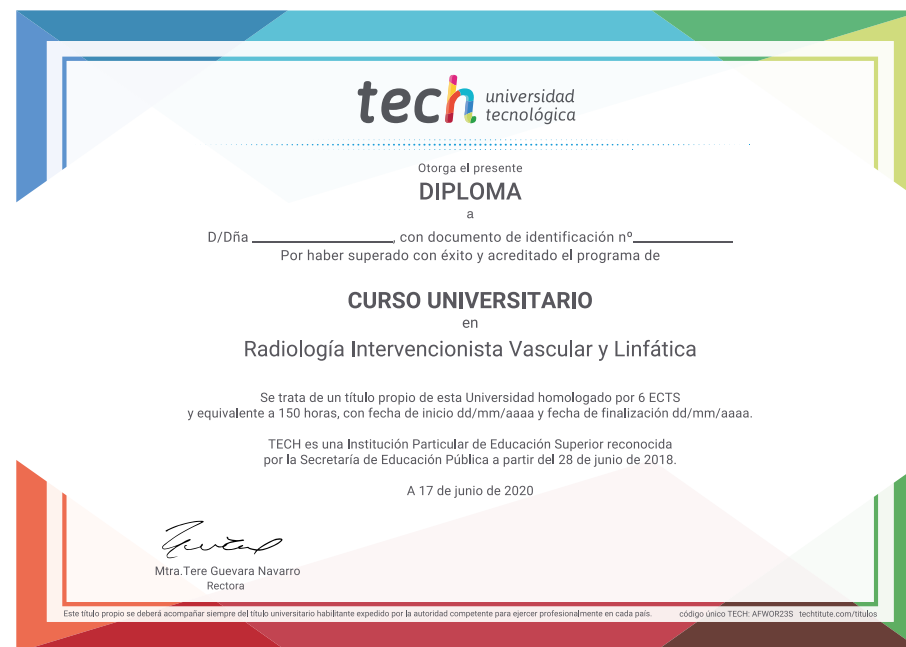 tech universidad
tecnológica
Otorga el presente
DIPLOMA
a
D/Dña ____________________, con documento de identificación nº______________
Por haber superado con éxito y acreditado el programa de
CURSO UNIVERSITARIO
en
Radiología Intervencionista Vascular y Linfática
Se trata de un título propio de esta Universidad homologado por 6 ECTS
y equivalente a 150 horas, con fecha de inicio dd/mm/aaaa y fecha de finalización dd/mm/aaaa.
TECH es una Institución Particular de Educación Superior reconocida
por la Secretaría de Educación Pública a partir del 28 de junio de 2018.
A 17 de junio de 2020
Mtra.Tere Guevara Navarro
Rectora
Este título propio se deberá acompañar siempre del título universitario habilitante expedido por la autoridad competente para ejercer profesionalmente en cada país. código único TECH: AFWOR23S techtitute.com/titulos